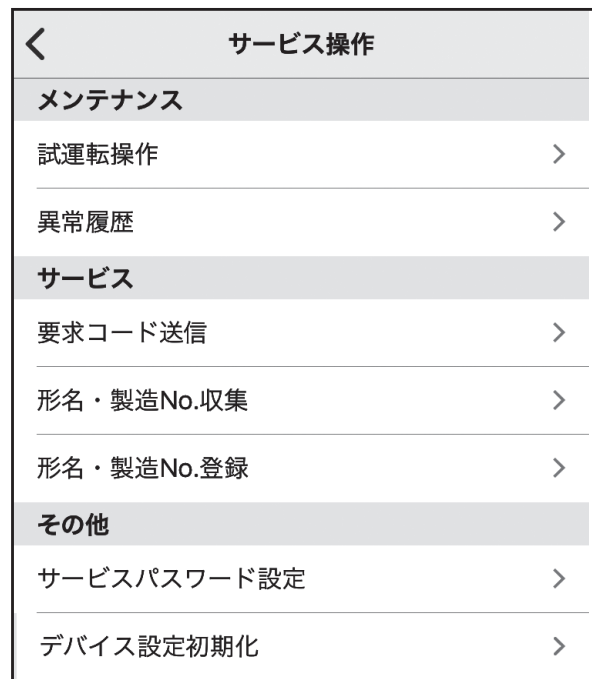 サービス操作
メンテナンス
試運転操作
異常履歴
サービス
要求コード送信
形名・製造No.収集
形名・製造No.登録
その他
サービスパスワード設定
デバイス設定初期化